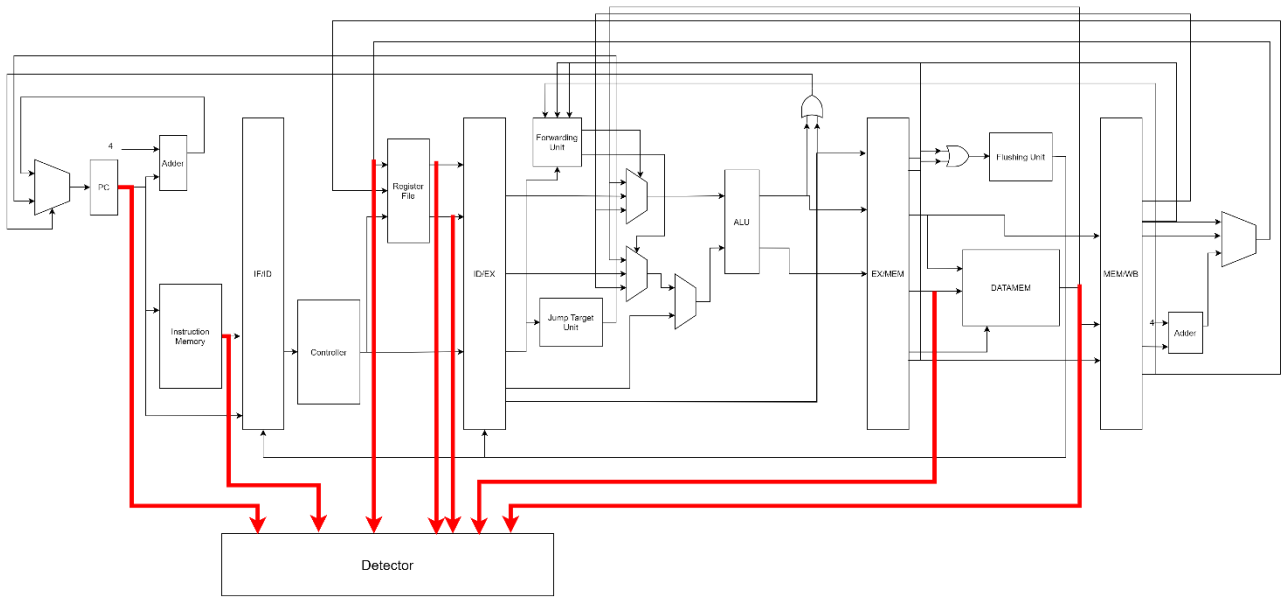 4
Adder
PC
Instruction
Memory
IF/ID
Controller
Register
File
ID/EX
Forwarding
Unit
Jump Target
Unit
ALU
EX/MEM
Flushing Unit
DATAMEM
MEM/WB
4
Adder
Detector